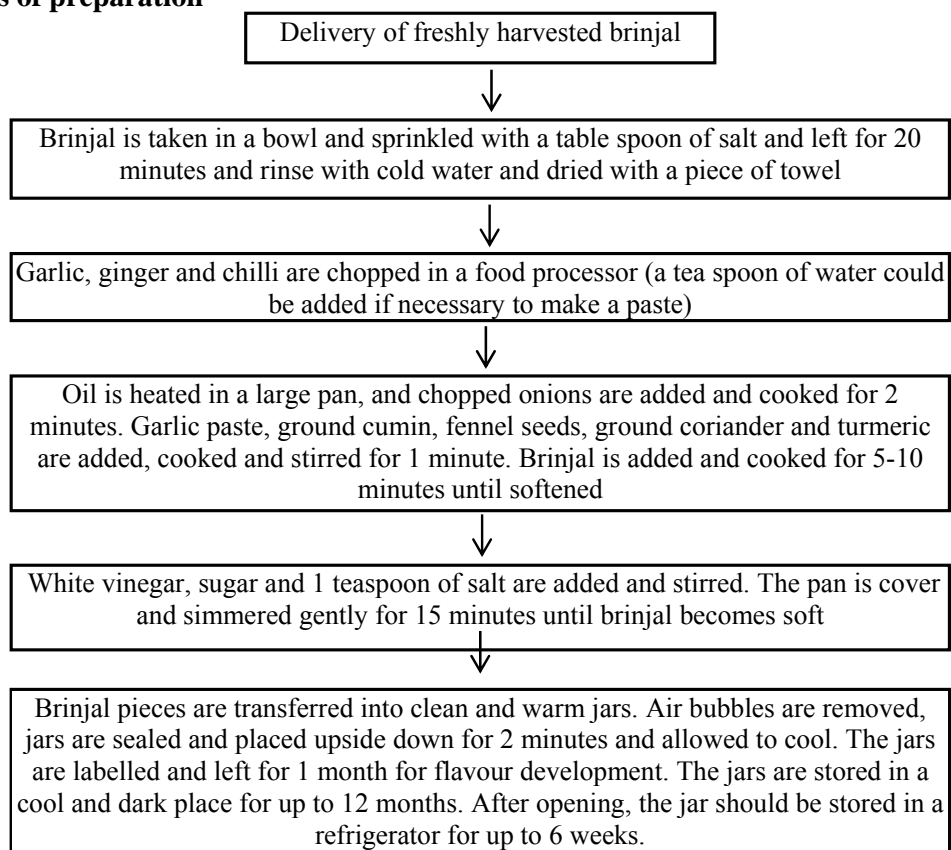 s of preparation
Delivery of freshly harvested brinjal
Brinjal is taken in a bowl and sprinkled with a table spoon of salt and left for 20
minutes and rinse with cold water and dried with a piece of towel
Garlic, ginger and chilli are chopped in a food processor (a tea spoon of water could
be added if necessary to make a paste)
Oil is heated in a large pan, and chopped onions are added and cooked for 2
minutes. Garlic paste, ground cumin, fennel seeds, ground coriander and turmeric
are added, cooked and stirred for 1 minute. Brinjal is added and cooked for 5-10
minutes until softened
White vinegar, sugar and 1 teaspoon of salt are added and stirred. The pan is cover
and simmered gently for 15 minutes until brinjal becomes soft
Brinjal pieces are transferred into clean and warm jars. Air bubbles are removed,
jars are sealed and placed upside down for 2 minutes and allowed to cool. The jars
are labelled and left for 1 month for flavour development. The jars are stored in a
cool and dark place for up to 12 months. After opening, the jar should be stored in a
refrigerator for up to 6 weeks.